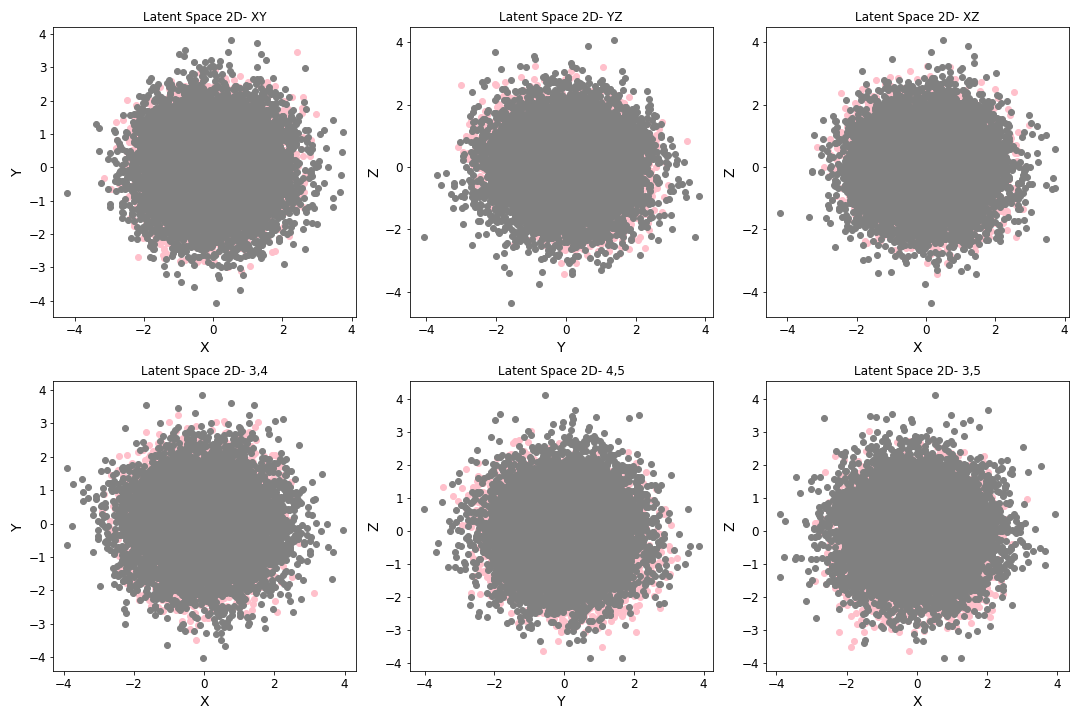 Latent Space 2D- XY
Latent Space 2D- YZ
Latent Space 2D- XZ
4
3
2
1
0
−1
−2
−3
−4
Y
−4 −2 0 2 4
X
4
2
0
−2
−4
Z
−4 −2 0 2 4
Y
4
2
0
−2
−4
Z
−4 −2 0 2 4
X
Latent Space 2D- 3,4
Latent Space 2D- 4,5
Latent Space 2D- 3,5
4
3
2
1
0
−1
−2
−3
−4
Y
−4 −2 0 2 4
X
4
3
2
1
0
−1
−2
−3
−4
Z
−4 −2 0 2 4
Y
4
3
2
1
0
−1
−2
−3
−4
Z
−4 −2 0 2 4
X